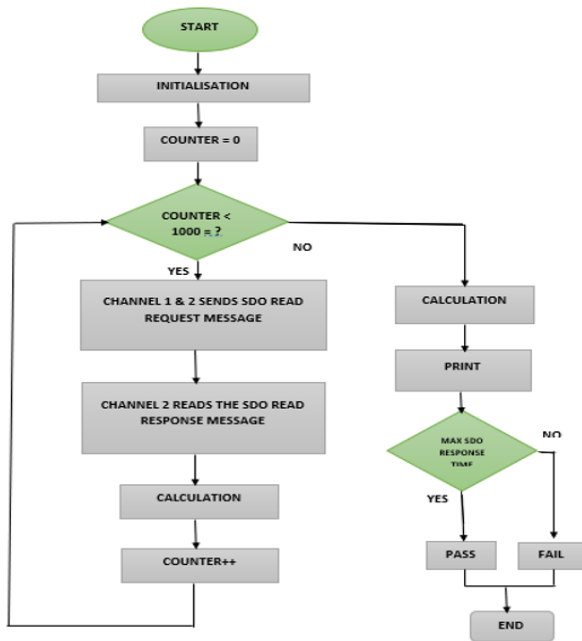 START
INITIALISATION
COUNTER = 0
COUNTER <
1000 = ?
NO
YES
CHANNEL 1 & 2 SENDS SDO READ
REQUEST MESSAGE
CHANNEL 2 READS THE SDO READ
RESPONSE MESSAGE
CALCULATION
COUNTER++
CALCULATION
PRINT
MAX SDO
RESPONSE
TIME
NO
YES
PASS
FAIL
END